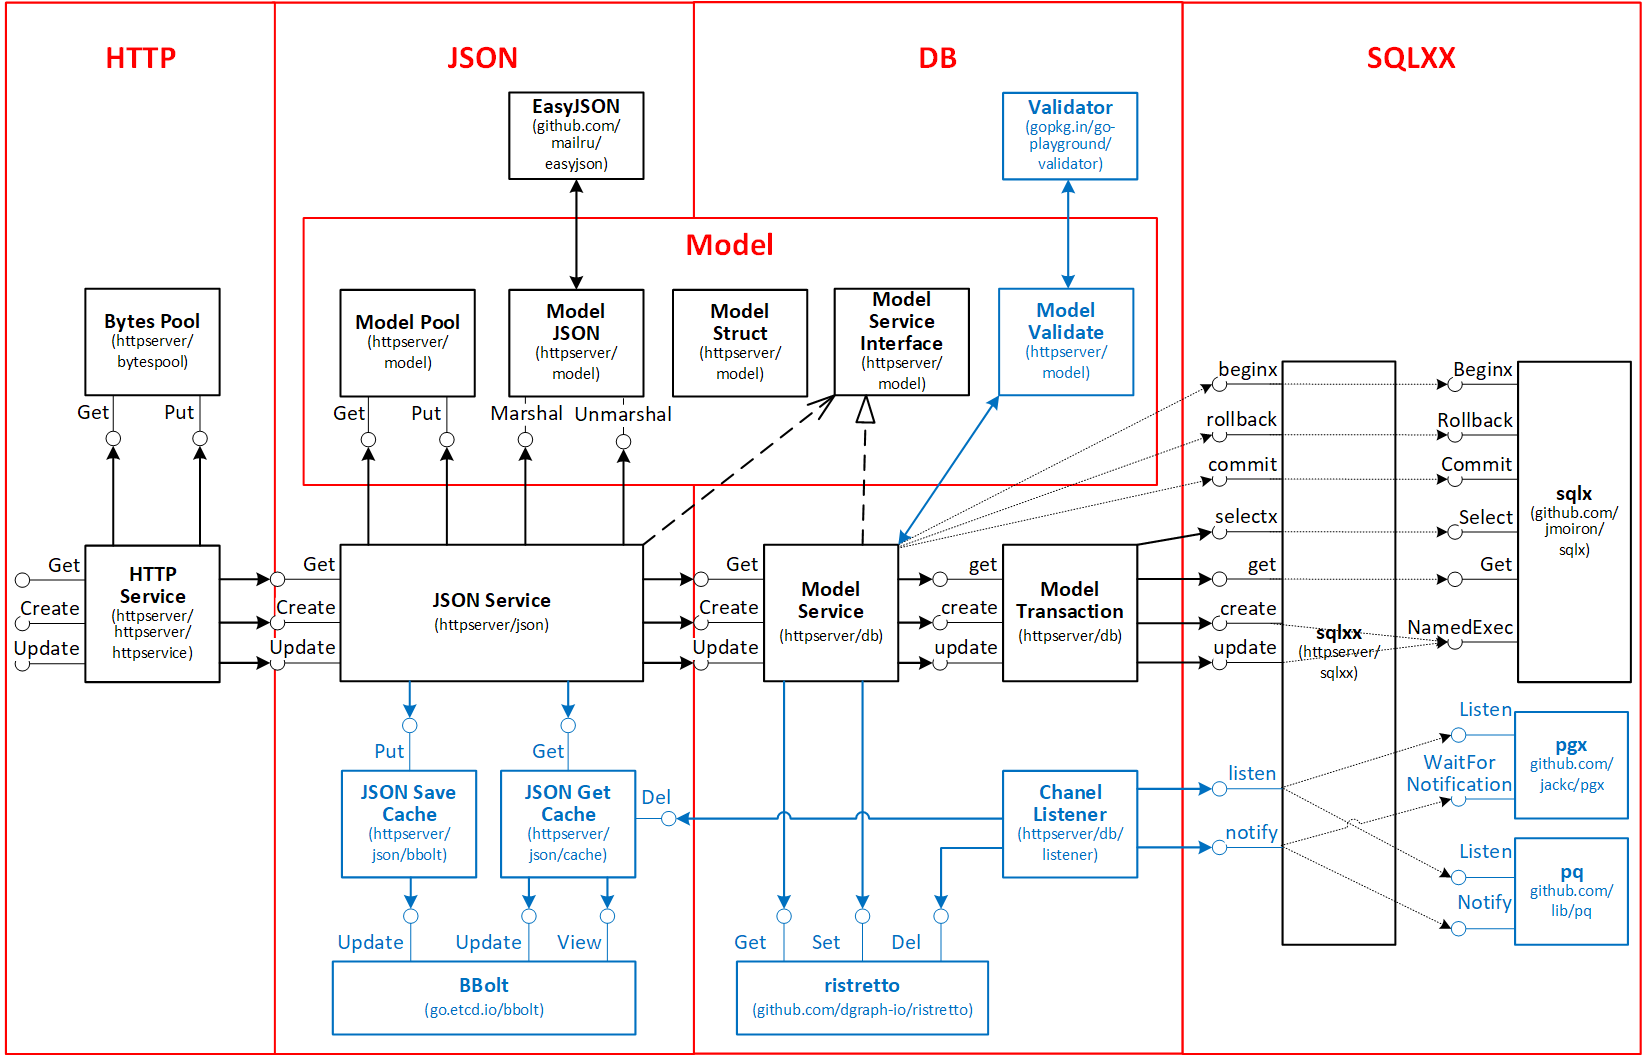 HTTP
JSON
DB
SQLXX
EasyJSON
(github.com/
mailru/
easyjson)
Validator
(gopkg.in/go-
playground/
validator)
Model
Bytes Pool
(httpserver/
bytespool)
Get
Put
Model Pool
(httpserver/
model)
Get
Put
Model
JSON
(httpserver/
model)
Marshal
Unmarshal
Model
Struct
(httpserver/
model)
Model
Service
Interface
(httpserver/
model)
Model
Validate
(httpserver/
model)
beginx
rollback
commit
selectx
get
create
update
Beginx
Rollback
Commit
Select
Get
NamedExec
sqlx
(github.com/
jmoiron/
sqlx)
Get
Create
Update
HTTP
Service
(httpserver/
httpserver/
httpservice)
Get
Create
Update
JSON Service
(httpserver/json)
Get
Create
Update
Model
Service
(httpserver/db)
get
create
update
Model
Transaction
(httpserver/db)
sqlxx
(httpserver/
sqlxx)
Put
Get
JSON Save
Cache
(httpserver/
json/bbolt)
JSON Get
Cache
(httpserver/
json/cache)
Del
Chanel
Listener
(httpserver/db/
listener)
listen
notify
Listen
WaitFor
Notification
pgx
github.com/
jackc/pgx
Listen
Notify
pq
github.com/
lib/pq
Update
Update
View
BBolt
(go.etcd.io/bbolt)
Get
Set
Del
ristretto
(github.com/dgraph-io/ristretto)